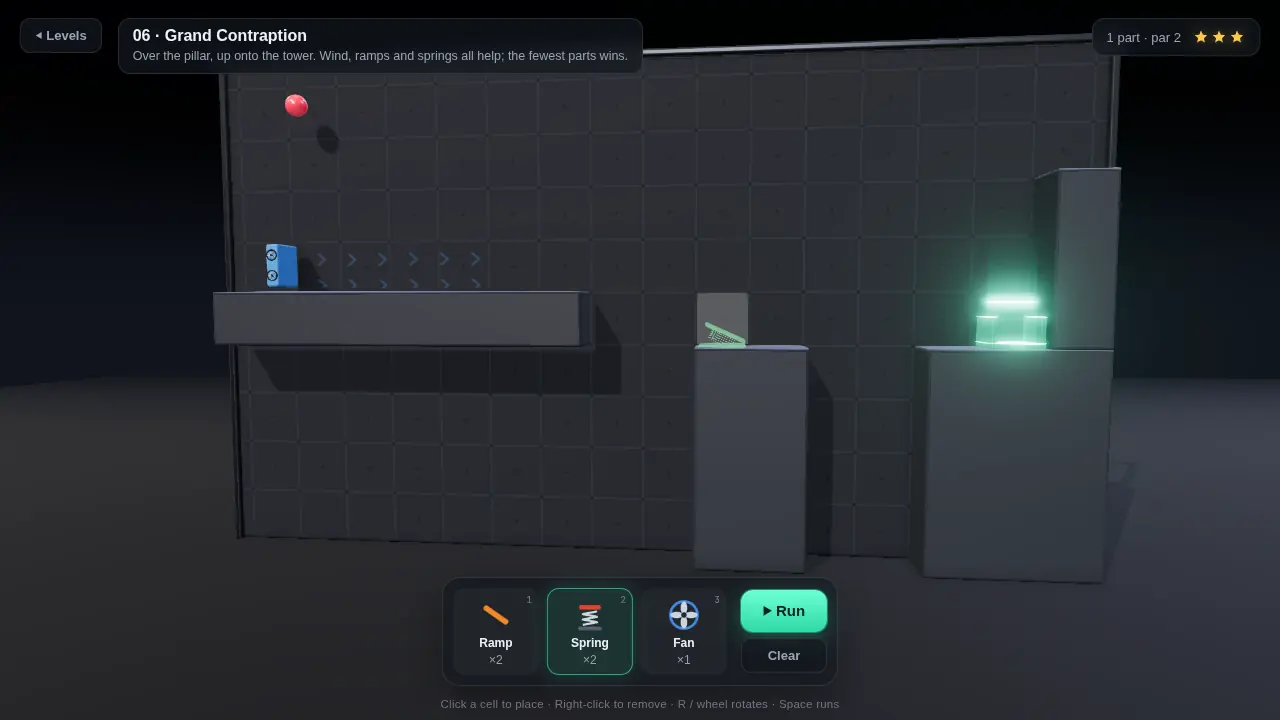 Levels
06 · Grand Contraption
Over the pillar, up onto the tower. Wind, ramps and springs all help; the fewest parts wins.
1 part · par 2
1
Ramp
×2
2
Spring
×2
3
Fan
×1
Run
Clear
Click a cell to place · Right-click to remove · R / wheel rotates · Space runs